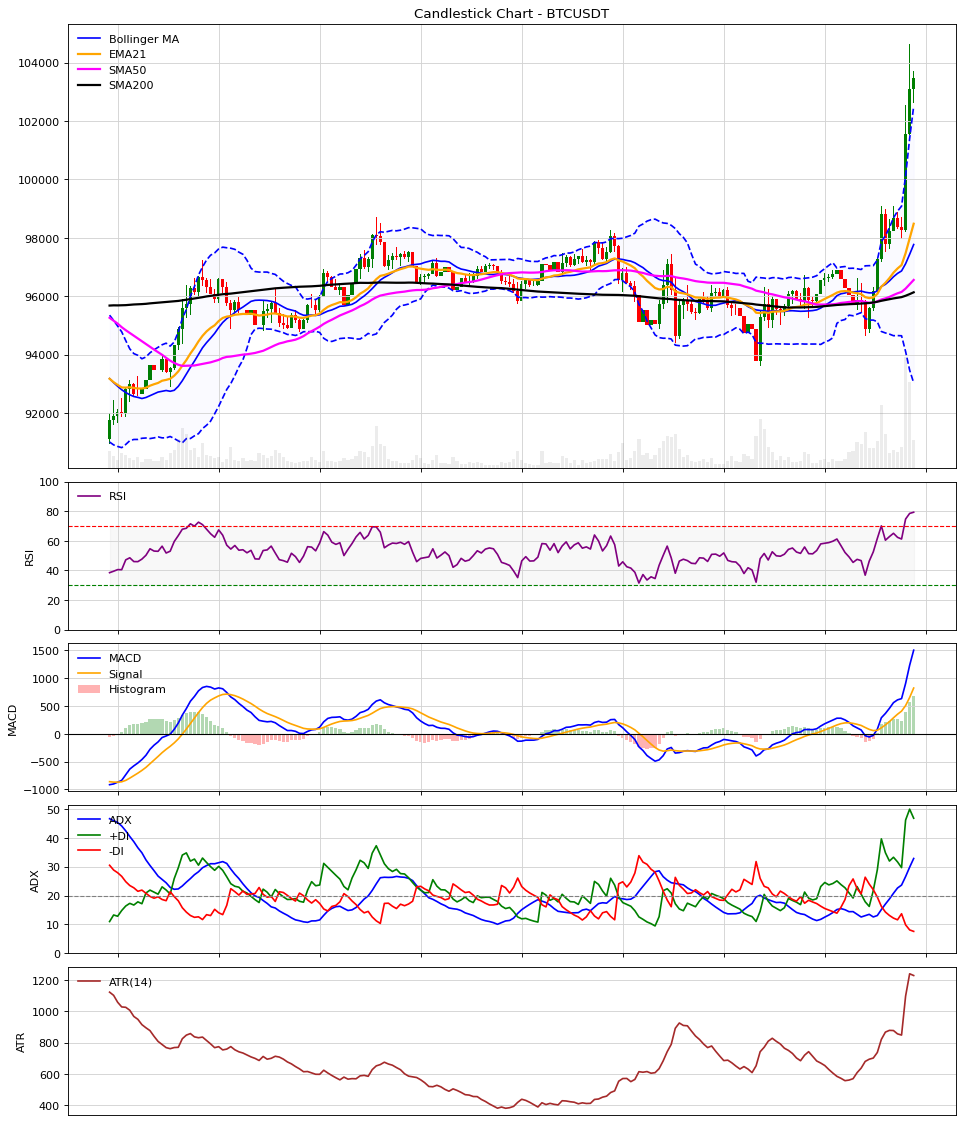 Candlestick Chart - BTCUSDT
Bollinger MA
EMA21
SMA50
SMA200
104000
102000
100000
98000
96000
94000
92000
RSI
100
80
60
40
20
0
RSI
MACD
Signal
Histogram
1500
1000
500
0
−500
−1000
MACD
ADX
+DI
-DI
50
40
30
20
10
0
ADX
ATR(14)
1200
1000
800
600
400
ATR